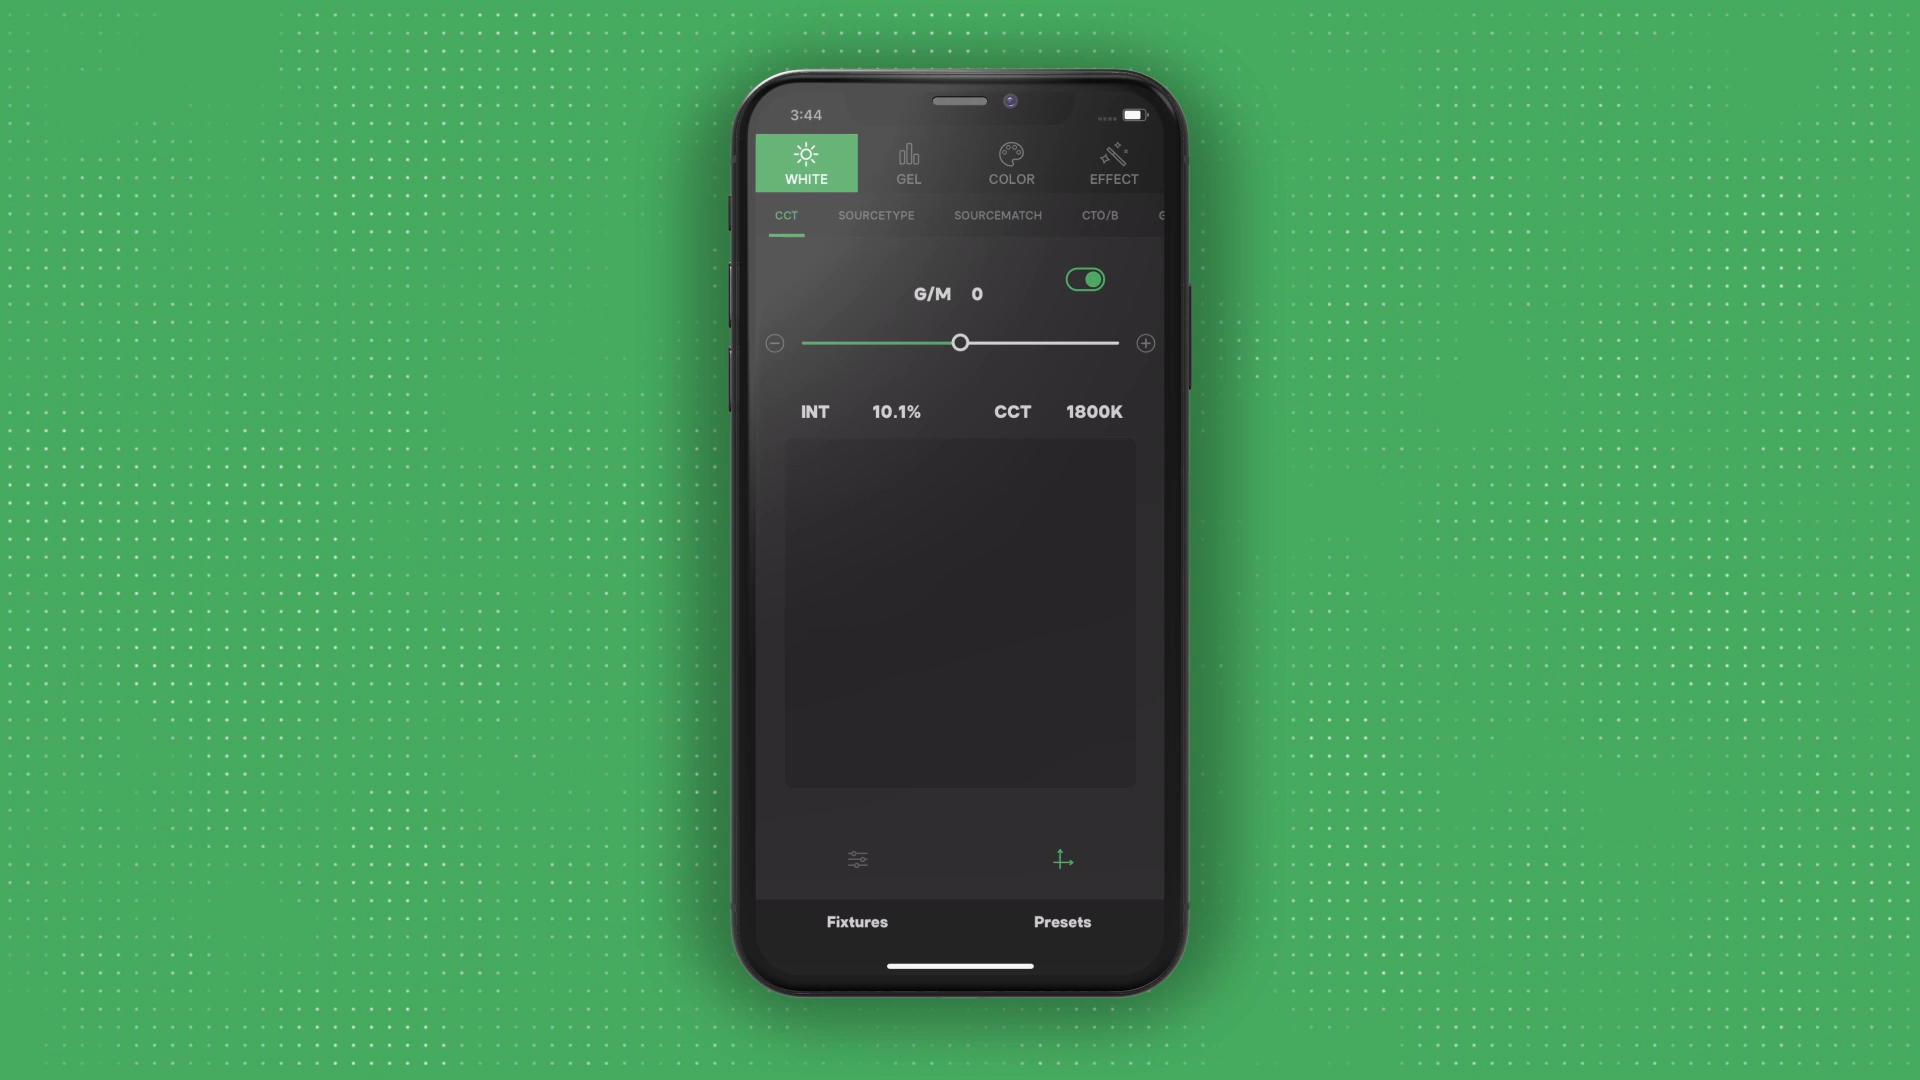 3:44
WHITE GEL COLOR EFFECT
CCT SOURCETYPE SOURCEMATCH CTO/B
G/M 0
INT 10.1% CCT 1800K
Fixtures Presets